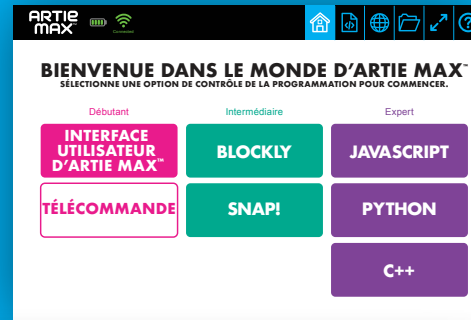 ARTIE
MAX™
Connected
</>
?
BIENVENUE DANS LE MONDE D'ARTIE MAX™
SÉLECTIONNE UNE OPTION DE CONTRÔLE DE LA PROGRAMMATION POUR COMMENCER.
Débutant
Intermédiaire
Expert
INTERFACE
UTILISATEUR
D'ARTIE MAX™
BLOCKLY
JAVASCRIPT
TÉLÉCOMMANDE
SNAP!
PYTHON
C++